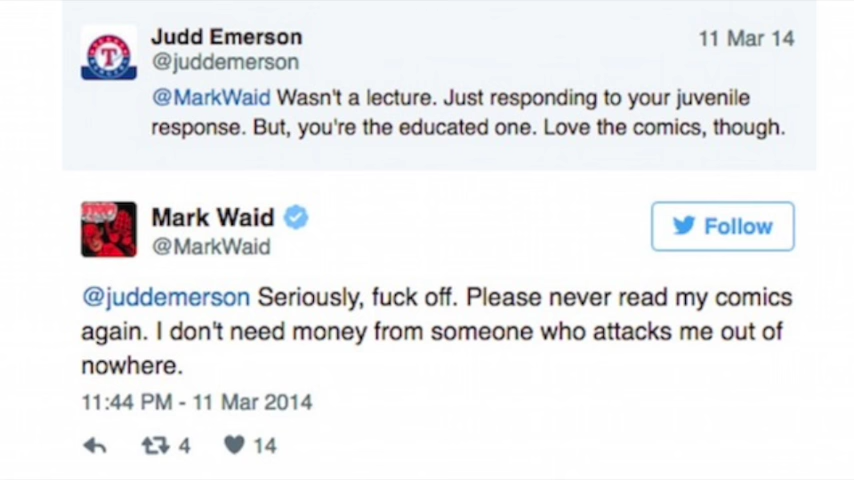 Judd Emerson
11 Mar 14
@juddemerson
@MarkWaid Wasn't a lecture. Just responding to your juvenile
response. But, you're the educated one. Love the comics, though.
Mark Waid
Follow
@MarkWaid
@juddemerson Seriously, fuck off. Please never read my comics
again. I don't need money from someone who attacks me out of
nowhere.
11:44 PM - 11 Mar 2014
4 14